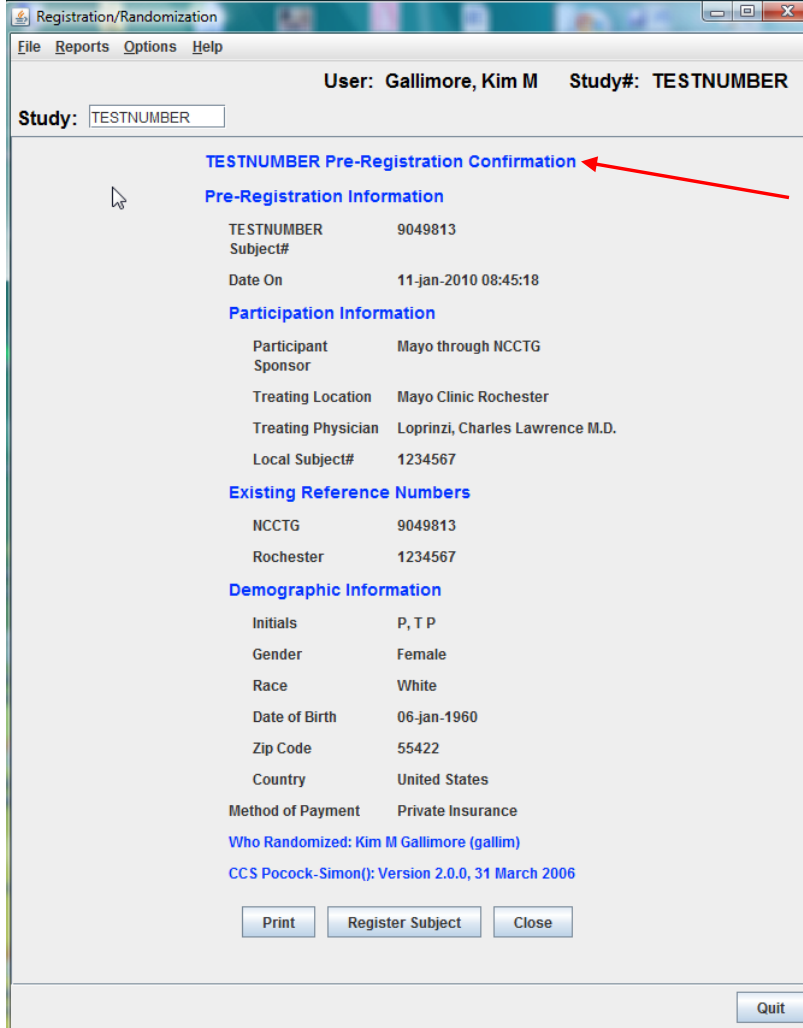 Registration/Randomization
File Reports Options Help
User: Gallimore, Kim M Study#: TESTNUMBER
Study: TESTNUMBER
TESTNUMBER Pre-Registration Confirmation
Pre-Registration Information
TESTNUMBER 9049813
Subject#
Date On 11-jan-2010 08:45:18
Participation Information
Participant Mayo through NCCTG
Sponsor
Treating Location Mayo Clinic Rochester
Treating Physician Loprinzi, Charles Lawrence M.D.
Local Subject# 1234567
Existing Reference Numbers
NCCTG 9049813
Rochester 1234567
Demographic Information
Initials P, T P
Gender Female
Race White
Date of Birth 06-jan-1960
Zip Code 55422
Country United States
Method of Payment Private Insurance
Who Randomized: Kim M Gallimore (gallim)
CCS Pocock-Simon(): Version 2.0.0, 31 March 2006
Print Register Subject Close
Quit